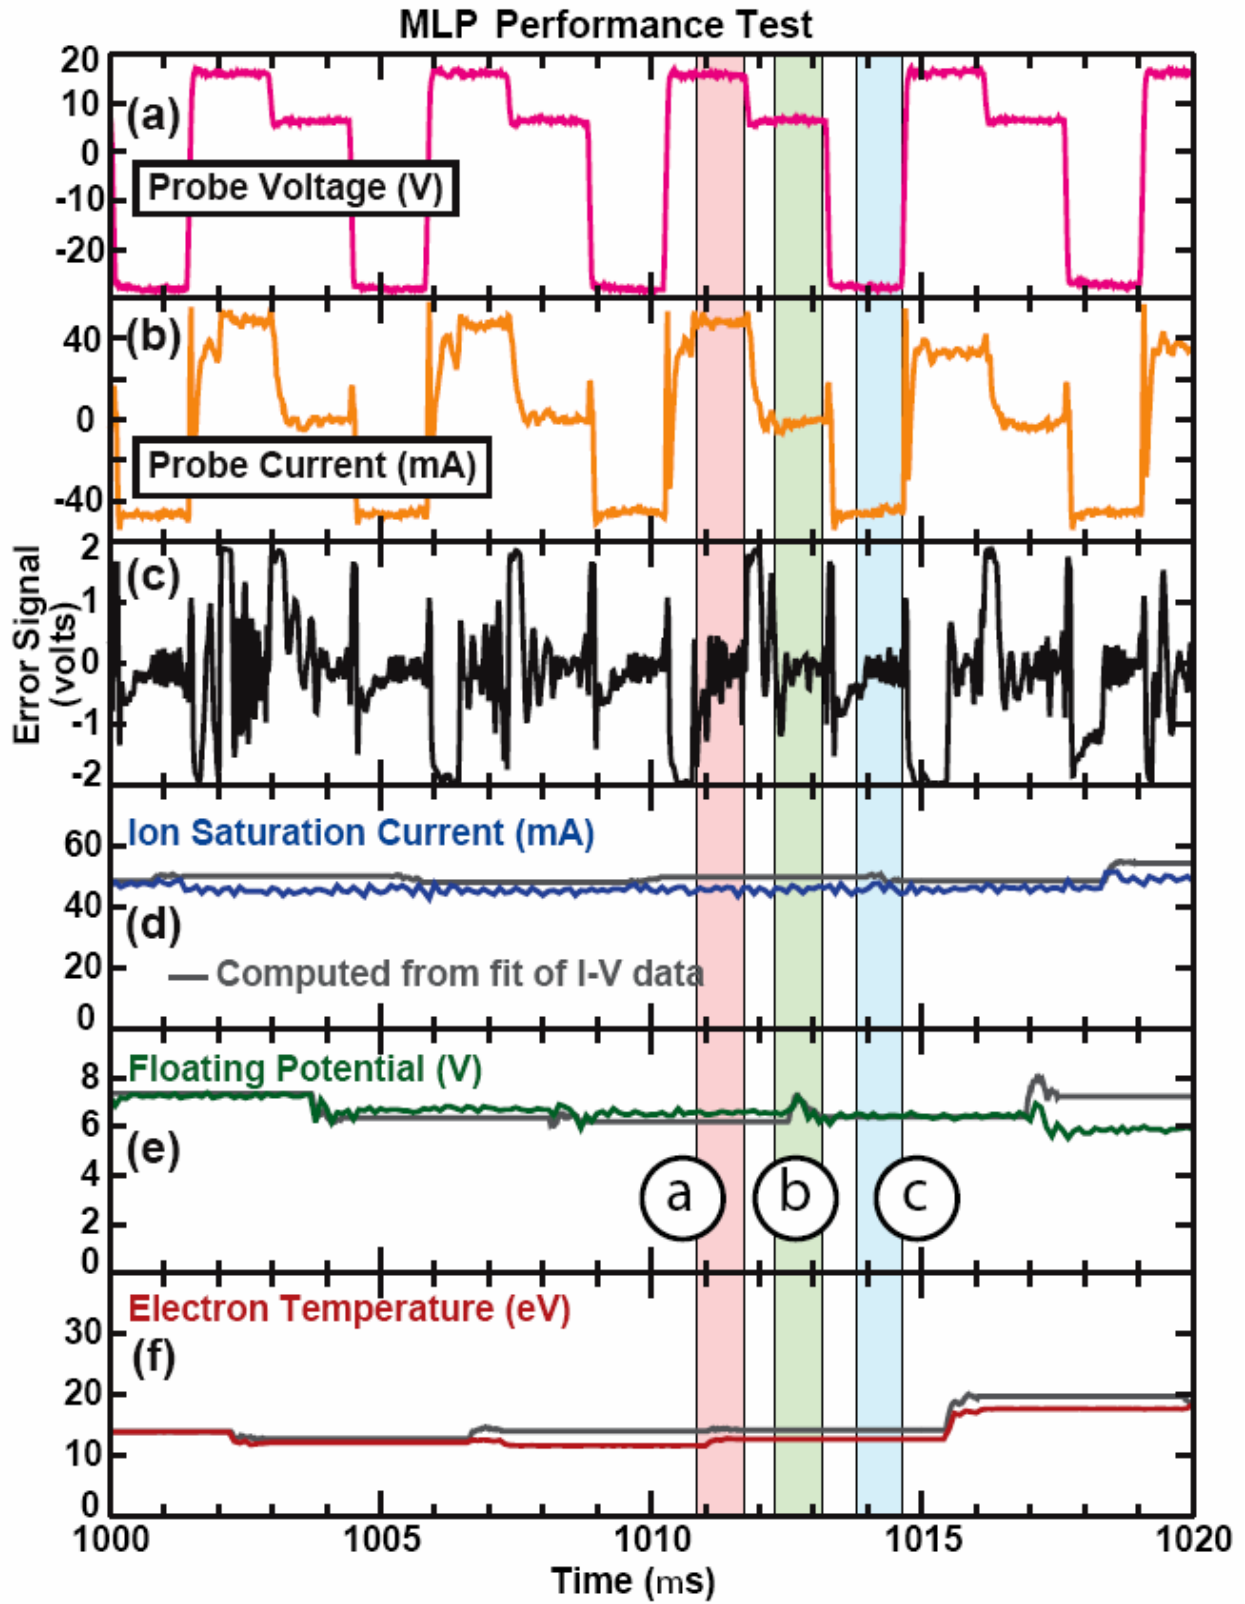 MLP Performance Test
20
10
0
-10
-20
(a)
Probe Voltage (V)
40
0
-40
(b)
Probe Current (mA)
Error Signal
(volts)
2
1
0
-1
-2
(c)
60
40
20
0
Ion Saturation Current (mA)
(d)
Computed from fit of I-V data
8
6
4
2
0
Floating Potential (V)
(e)
a
b
c
30
20
10
0
Electron Temperature (eV)
(f)
1000
1005
1010
1015
1020
Time (ms)